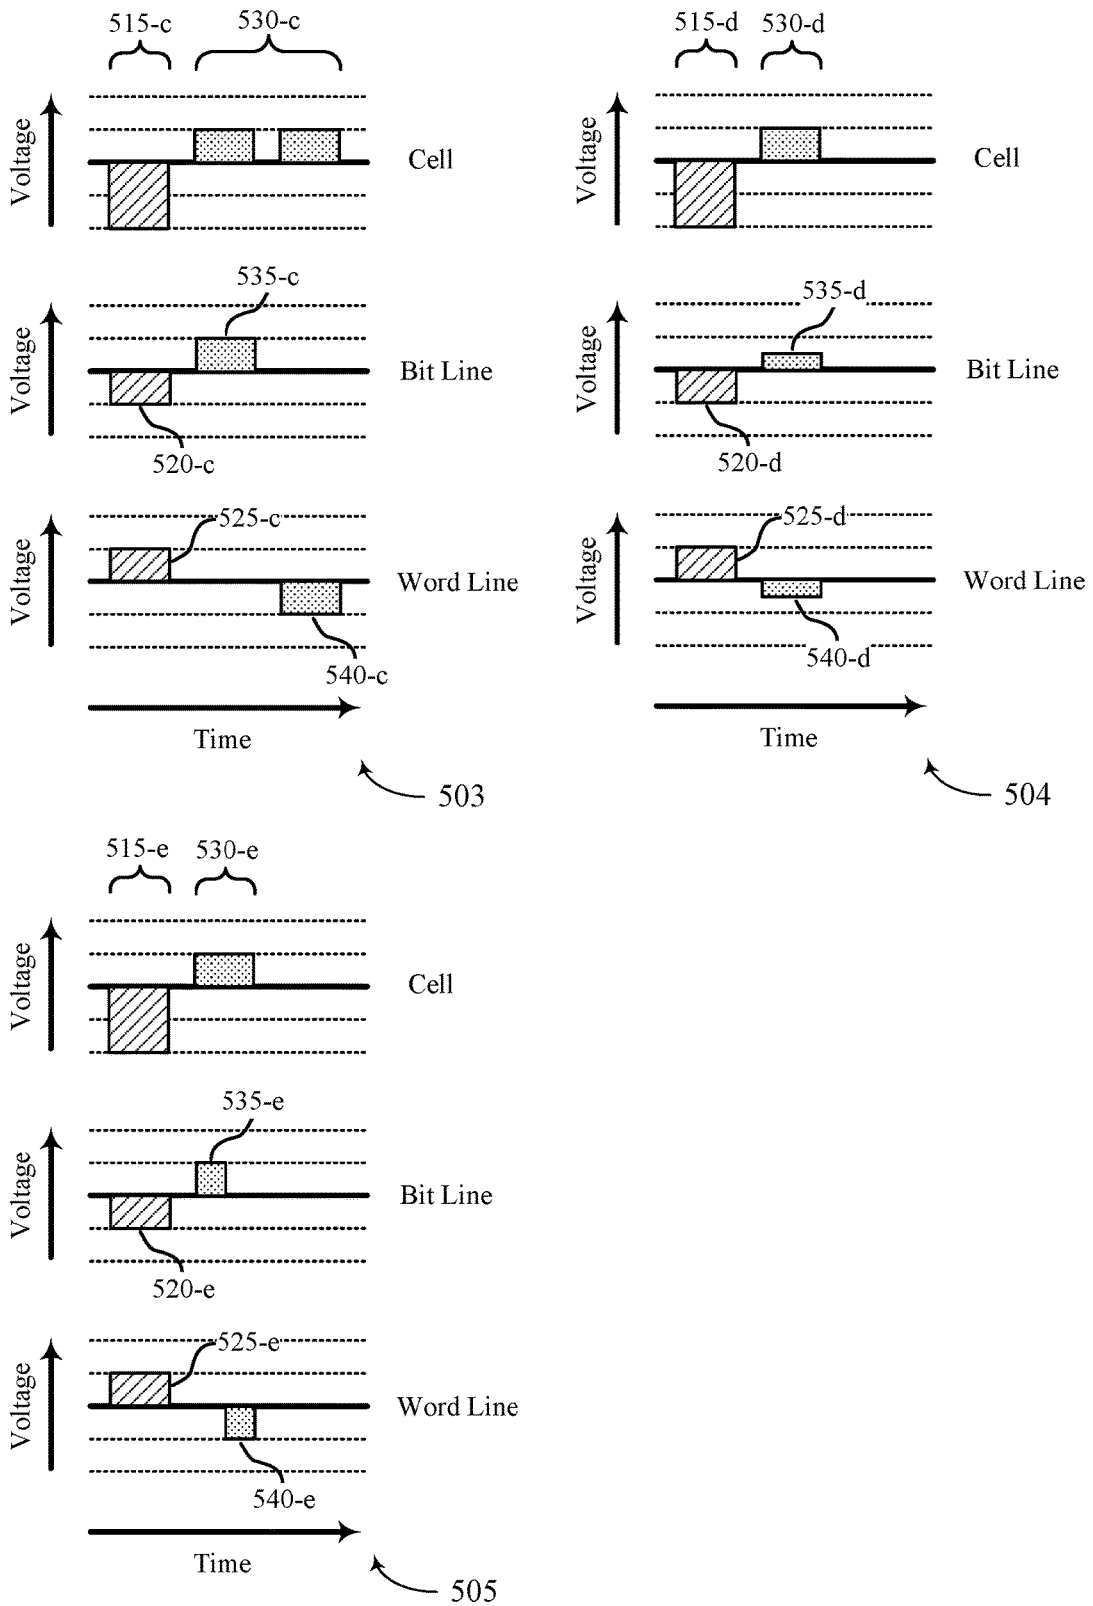 515-c
530-c
Voltage
Cell
535-c
Voltage
Bit Line
520-c
525-c
Voltage
Word Line
540-c
Time
503
515-d
530-d
Voltage
Cell
535-d
Voltage
Bit Line
520-d
525-d
Voltage
Word Line
540-d
Time
504
515-e
530-e
Voltage
Cell
535-e
Voltage
Bit Line
520-e
525-e
Voltage
Word Line
540-e
Time
505